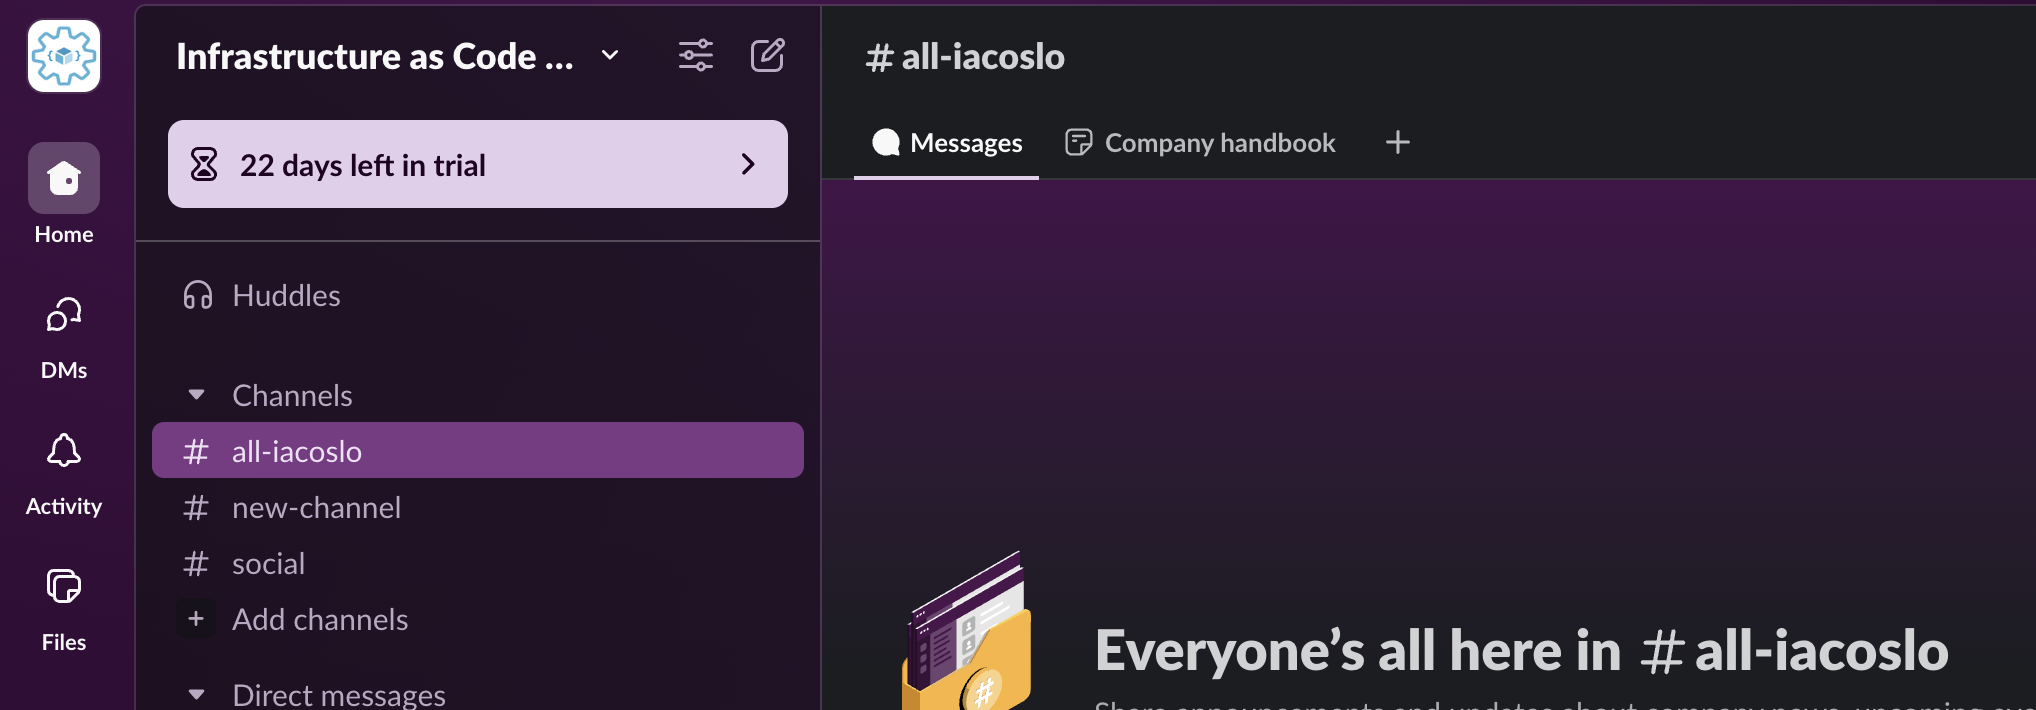 Infrastructure as Code ...
22 days left in trial
Home
DMs
Activity
Files
Huddles
Channels
# all-iacoslo
# new-channel
# social
+ Add channels
Direct messages
# all-iacoslo
Messages
Company handbook
+
Everyone’s all here in # all-iacoslo